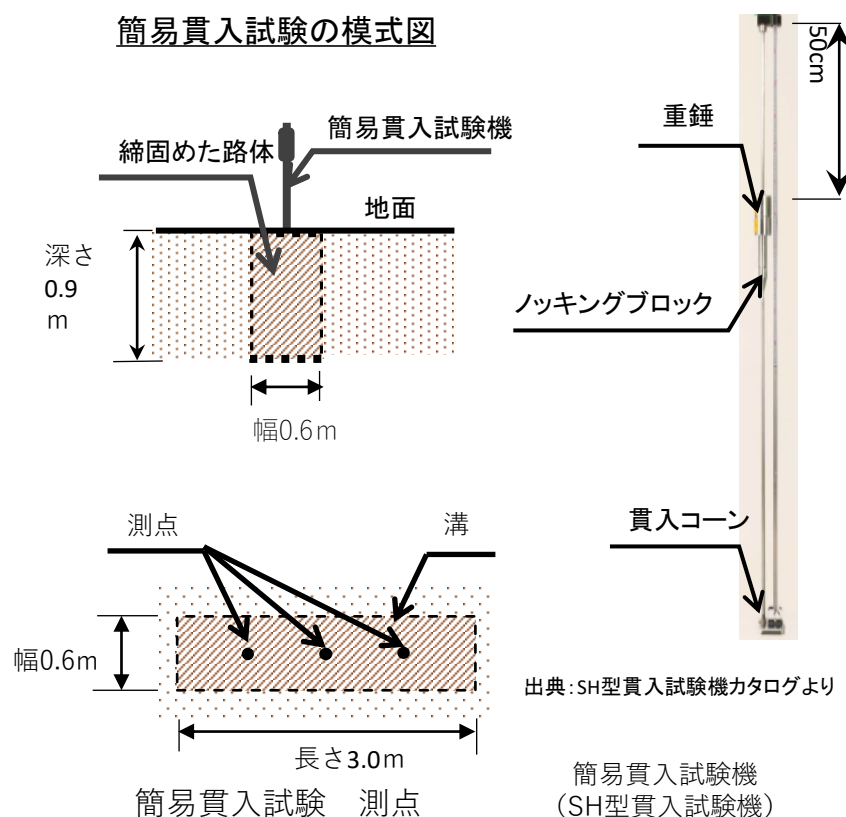 簡易貫入試験の模式図
簡易貫入試験機
締固めた路体
地面
深さ
0.9
m
幅0.6m
50cm
重錘
ノッキングブロック
貫入コーン
測点
溝
幅0.6m
長さ3.0m
簡易貫入試験 測点
出典:SH型貫入試験機カタログより
簡易貫入試験機
(SH型貫入試験機)